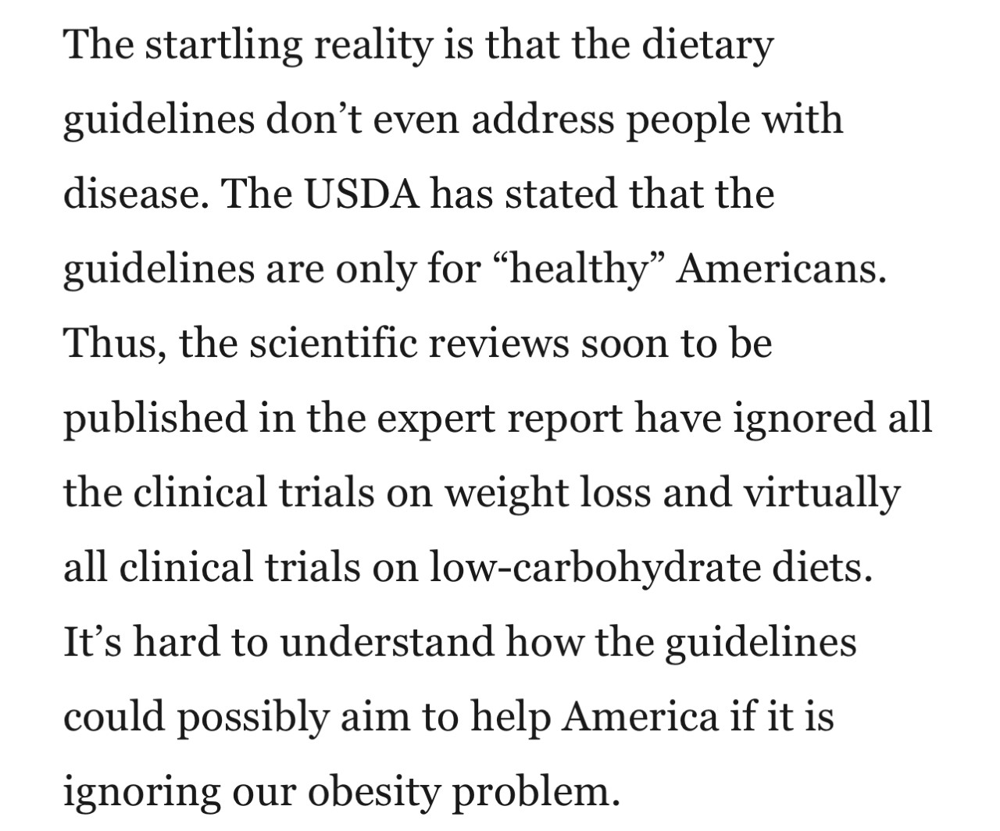 The startling reality is that the dietary
guidelines don’t even address people with
disease. The USDA has stated that the
guidelines are only for “healthy” Americans.
Thus, the scientific reviews soon to be
published in the expert report have ignored all
the clinical trials on weight loss and virtually
all clinical trials on low-carbohydrate diets.
It’s hard to understand how the guidelines
could possibly aim to help America if it is
ignoring our obesity problem.